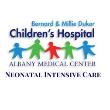 Bernard & Millie Duker
Children's Hospital
ALBANY MEDICAL CENTER
NEONATAL INTENSIVE CARE